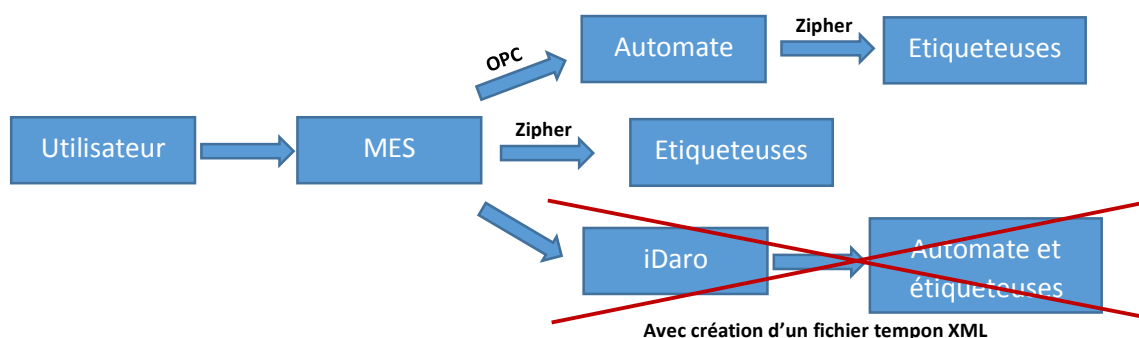 Zipher
OPC
Automate
Etiqueteuses
Utilisateur
MES
Zipher
Etiqueteuses
iDaro
Automate et
étiqueteuses
Avec création d'un fichier tempon XML